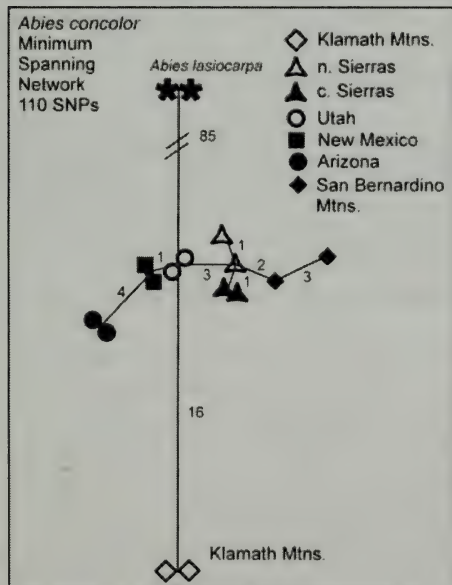 Abies concolor
Minimum
Spanning
Network
110 SNPs
Abies lasiocarpa
Klamath Mtns.
n. Sierras
c. Sierras
Utah
New Mexico
Arizona
San Bernardino
Mtns.
85
1
1
3
2
3
4
1
16
Klamath Mtns.